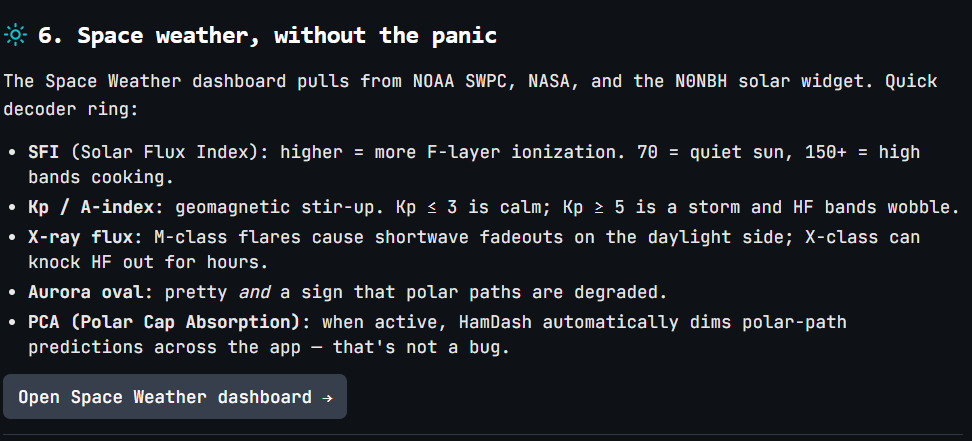 6. Space weather, without the panic
The Space Weather dashboard pulls from NOAA SWPC, NASA, and the N0NBH solar widget. Quick
decoder ring:
• SFI (Solar Flux Index): higher = more F-layer ionization. 70 = quiet sun, 150+ = high
bands cooking.
• Kp / A-index: geomagnetic stir-up. Kp ≤ 3 is calm; Kp ≥ 5 is a storm and HF bands wobble.
• X-ray flux: M-class flares cause shortwave fadeouts on the daylight side; X-class can
knock HF out for hours.
• Aurora oval: pretty and a sign that polar paths are degraded.
• PCA (Polar Cap Absorption): when active, HamDash automatically dims polar-path
predictions across the app — that's not a bug.
Open Space Weather dashboard →